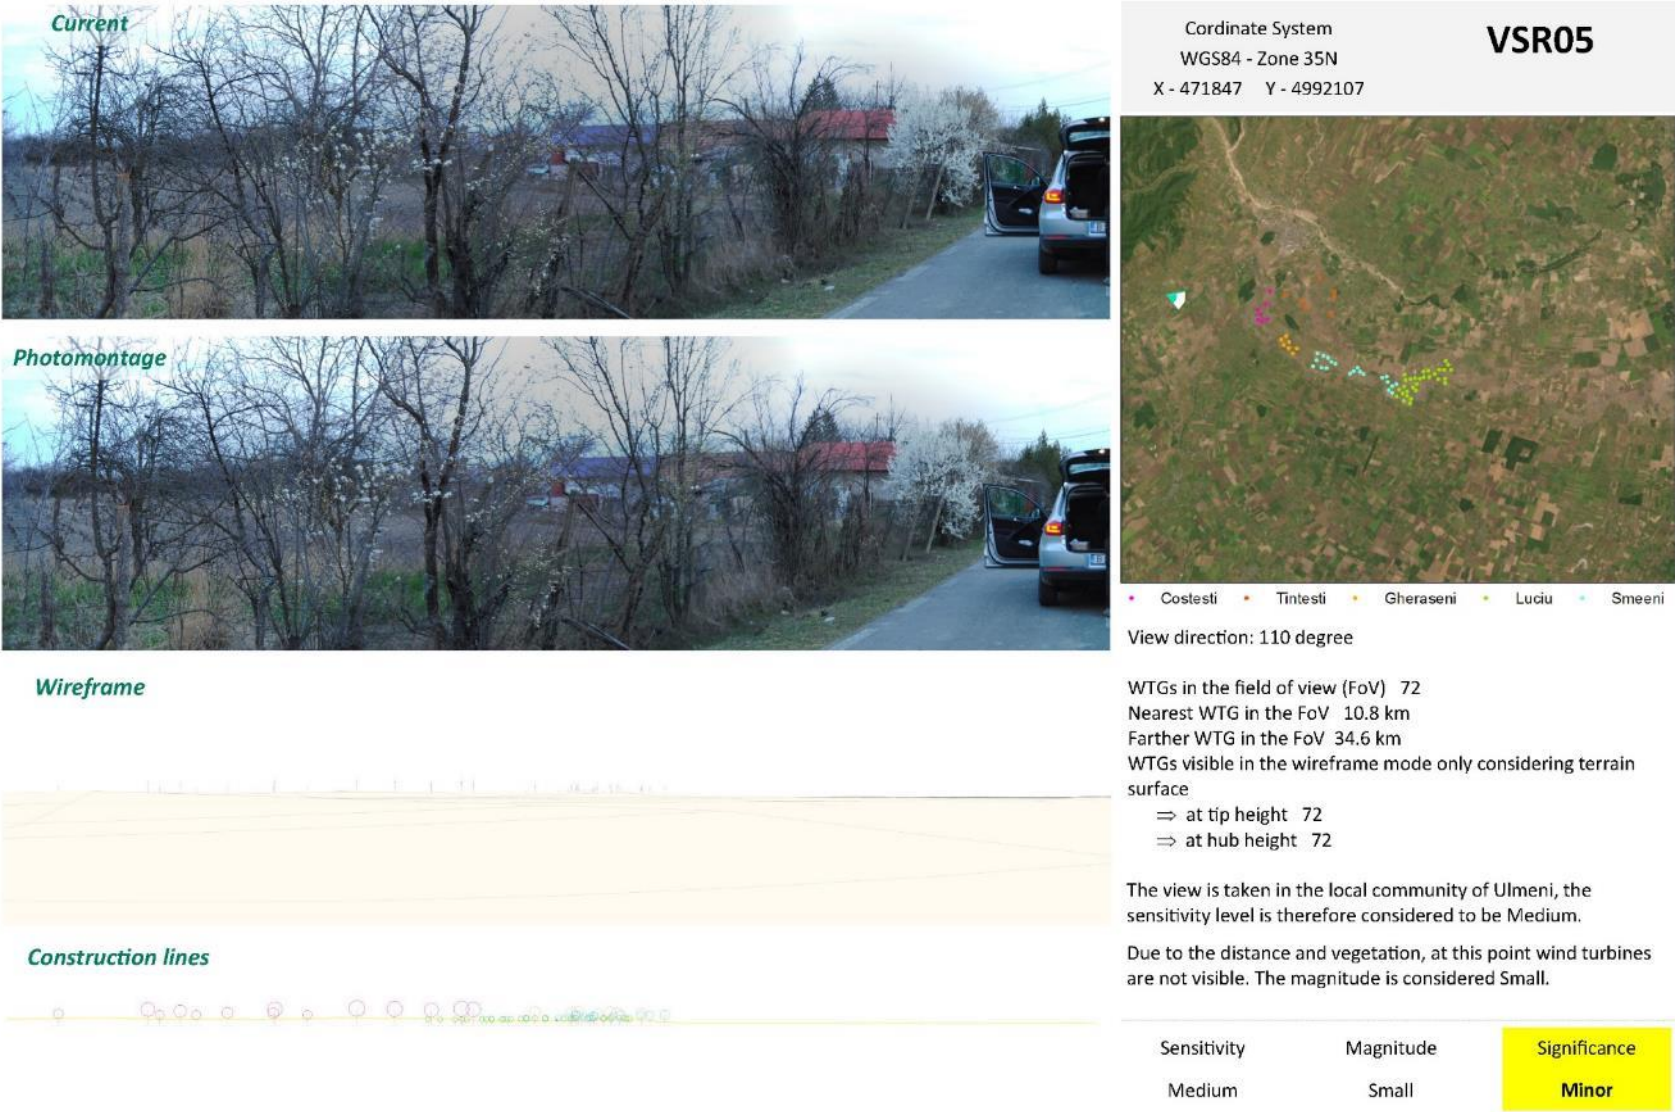 Current
Cordinate System
WGS84 - Zone 35N
X - 471847 Y - 4992107
VSR05
Photomontage
Costesti Tintesti Gheraseni Luciu Smeeni
View direction: 110 degree
WTGs in the field of view (FoV) 72
Nearest WTG in the FoV 10.8 km
Farther WTG in the FoV 34.6 km
WTGs visible in the wireframe mode only considering terrain
surface
⇒ at tip height 72
⇒ at hub height 72
Wireframe
The view is taken in the local community of Ulmeni, the
sensitivity level is therefore considered to be Medium.
Due to the distance and vegetation, at this point wind turbines
are not visible. The magnitude is considered Small.
Construction lines
Sensitivity Magnitude Significance
Medium Small Minor